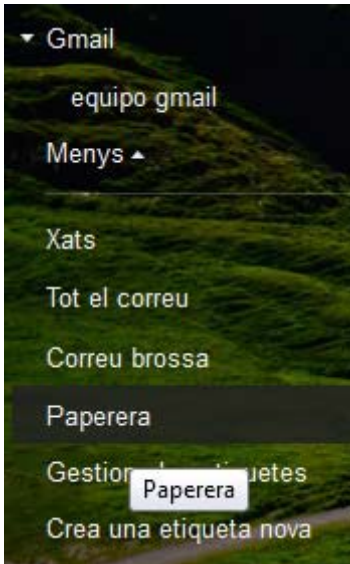 Gmail
equipo gmail
Menys
Xats
Tot el correu
Correu brossa
Paperera
Paperera
Crea una etiqueta nova